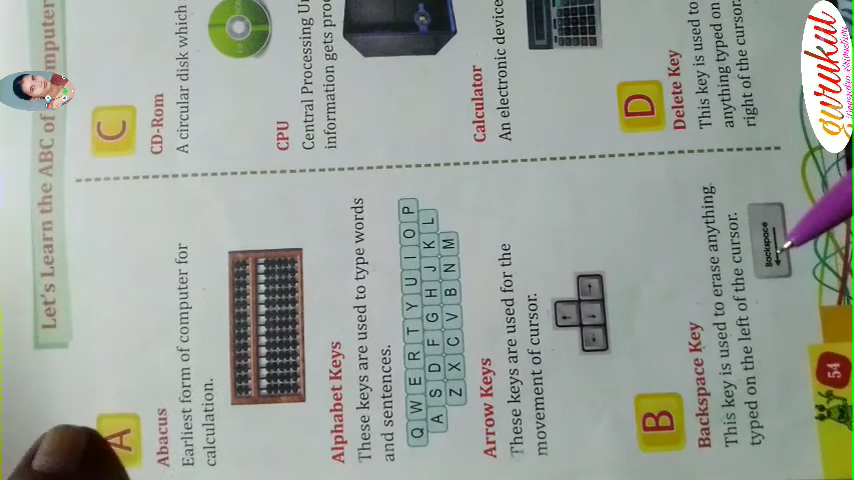 Let's Learn the ABC of Computer
A
Abacus
Earliest form of computer for
calculation.
Alphabet Keys
These keys are used to type words
and sentences.
Q W E R T Y U I O P
A S D F G H J K L
Z X C V B N M
Arrow Keys
These keys are used for the
movement of cursor.
B
Backspace Key
This key is used to erase anything
typed on the left of the cursor.
Backspace
54
C
CD-Rom
A circular disk which
CPU
Central Processing
information gets
Calculator
An electronic device
D
Delete Key
This key is used to
anything typed on
right of the cursor.
gurukul